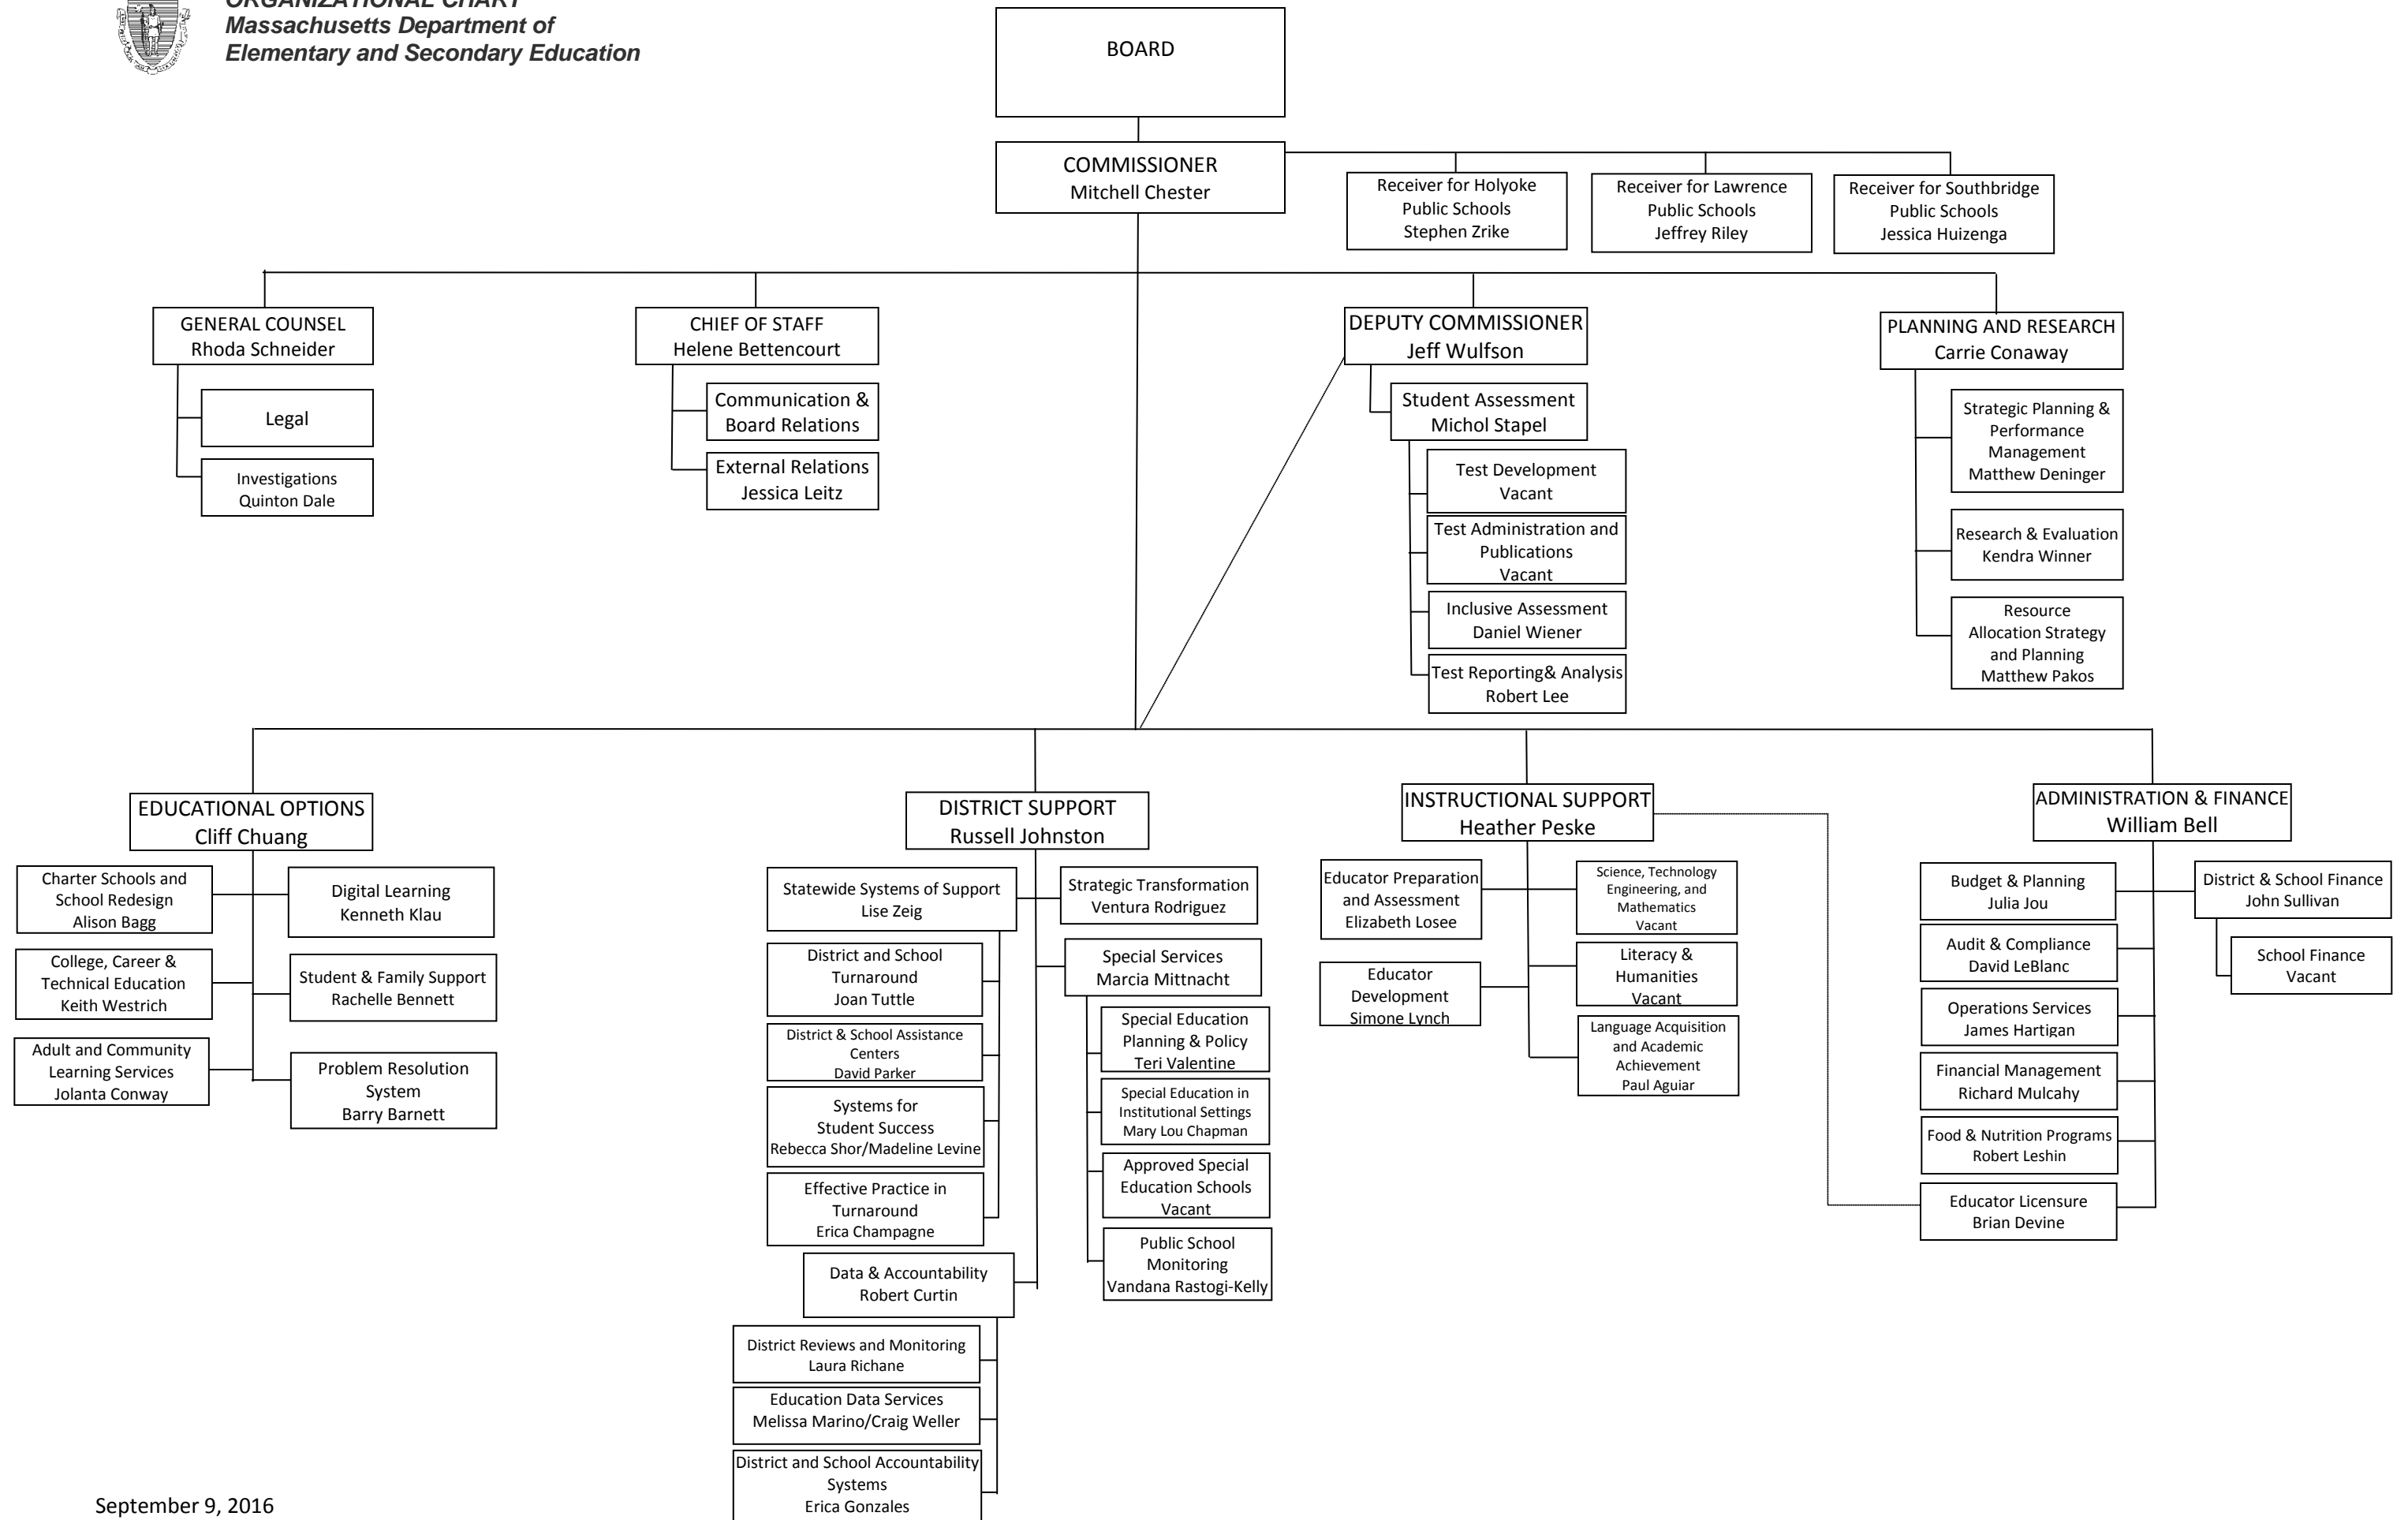 ORGANIZATIONAL CHART
Massachusetts Department of
Elementary and Secondary Education
BOARD
COMMISSIONER
Mitchell Chester
Receiver for Holyoke
Public Schools
Stephen Zrike
Receiver for Lawrence
Public Schools
Jeffrey Riley
Receiver for Southbridge
Public Schools
Jessica Huizenga
GENERAL COUNSEL
Rhoda Schneider
Legal
Investigations
Quinton Dale
CHIEF OF STAFF
Helene Bettencourt
Communication &
Board Relations
External Relations
Jessica Leitz
DEPUTY COMMISSIONER
Jeff Wulfson
Student Assessment
Michol Stapel
Test Development
Vacant
Test Administration and
Publications
Vacant
Inclusive Assessment
Daniel Wiener
Test Reporting& Analysis
Robert Lee
PLANNING AND RESEARCH
Carrie Conaway
Strategic Planning &
Performance
Management
Matthew Deninger
Research & Evaluation
Kendra Winner
Resource
Allocation Strategy
and Planning
Matthew Pakos
EDUCATIONAL OPTIONS
Cliff Chuang
Charter Schools and
School Redesign
Alison Bagg
College, Career &
Technical Education
Keith Westrich
Adult and Community
Learning Services
Jolanta Conway
Digital Learning
Kenneth Klau
Student & Family Support
Rachelle Bennett
Problem Resolution
System
Barry Barnett
DISTRICT SUPPORT
Russell Johnston
Statewide Systems of Support
Lise Zeig
District and School
Turnaround
Joan Tuttle
District & School Assistance
Centers
David Parker
Systems for
Student Success
Rebecca Shor/Madeline Levine
Effective Practice in
Turnaround
Erica Champagne
Data & Accountability
Robert Curtin
District Reviews and Monitoring
Laura Richane
Education Data Services
Melissa Marino/Craig Weller
District and School Accountability
Systems
Erica Gonzales
Strategic Transformation
Ventura Rodriguez
Special Services
Marcia Mittnacht
Special Education
Planning & Policy
Teri Valentine
Special Education in
Institutional Settings
Mary Lou Chapman
Approved Special
Education Schools
Vacant
Public School
Monitoring
Vandana Rastogi-Kelly
INSTRUCTIONAL SUPPORT
Heather Peske
Educator Preparation
and Assessment
Elizabeth Losee
Educator
Development
Simone Lynch
Science, Technology
Engineering, and
Mathematics
Vacant
Literacy &
Humanities
Vacant
Language Acquisition
and Academic
Achievement
Paul Aguiar
ADMINISTRATION & FINANCE
William Bell
Budget & Planning
Julia Jou
Audit & Compliance
David LeBlanc
Operations Services
James Hartigan
Financial Management
Richard Mulcahy
Food & Nutrition Programs
Robert Leshin
Educator Licensure
Brian Devine
District & School Finance
John Sullivan
School Finance
Vacant
September 9, 2016